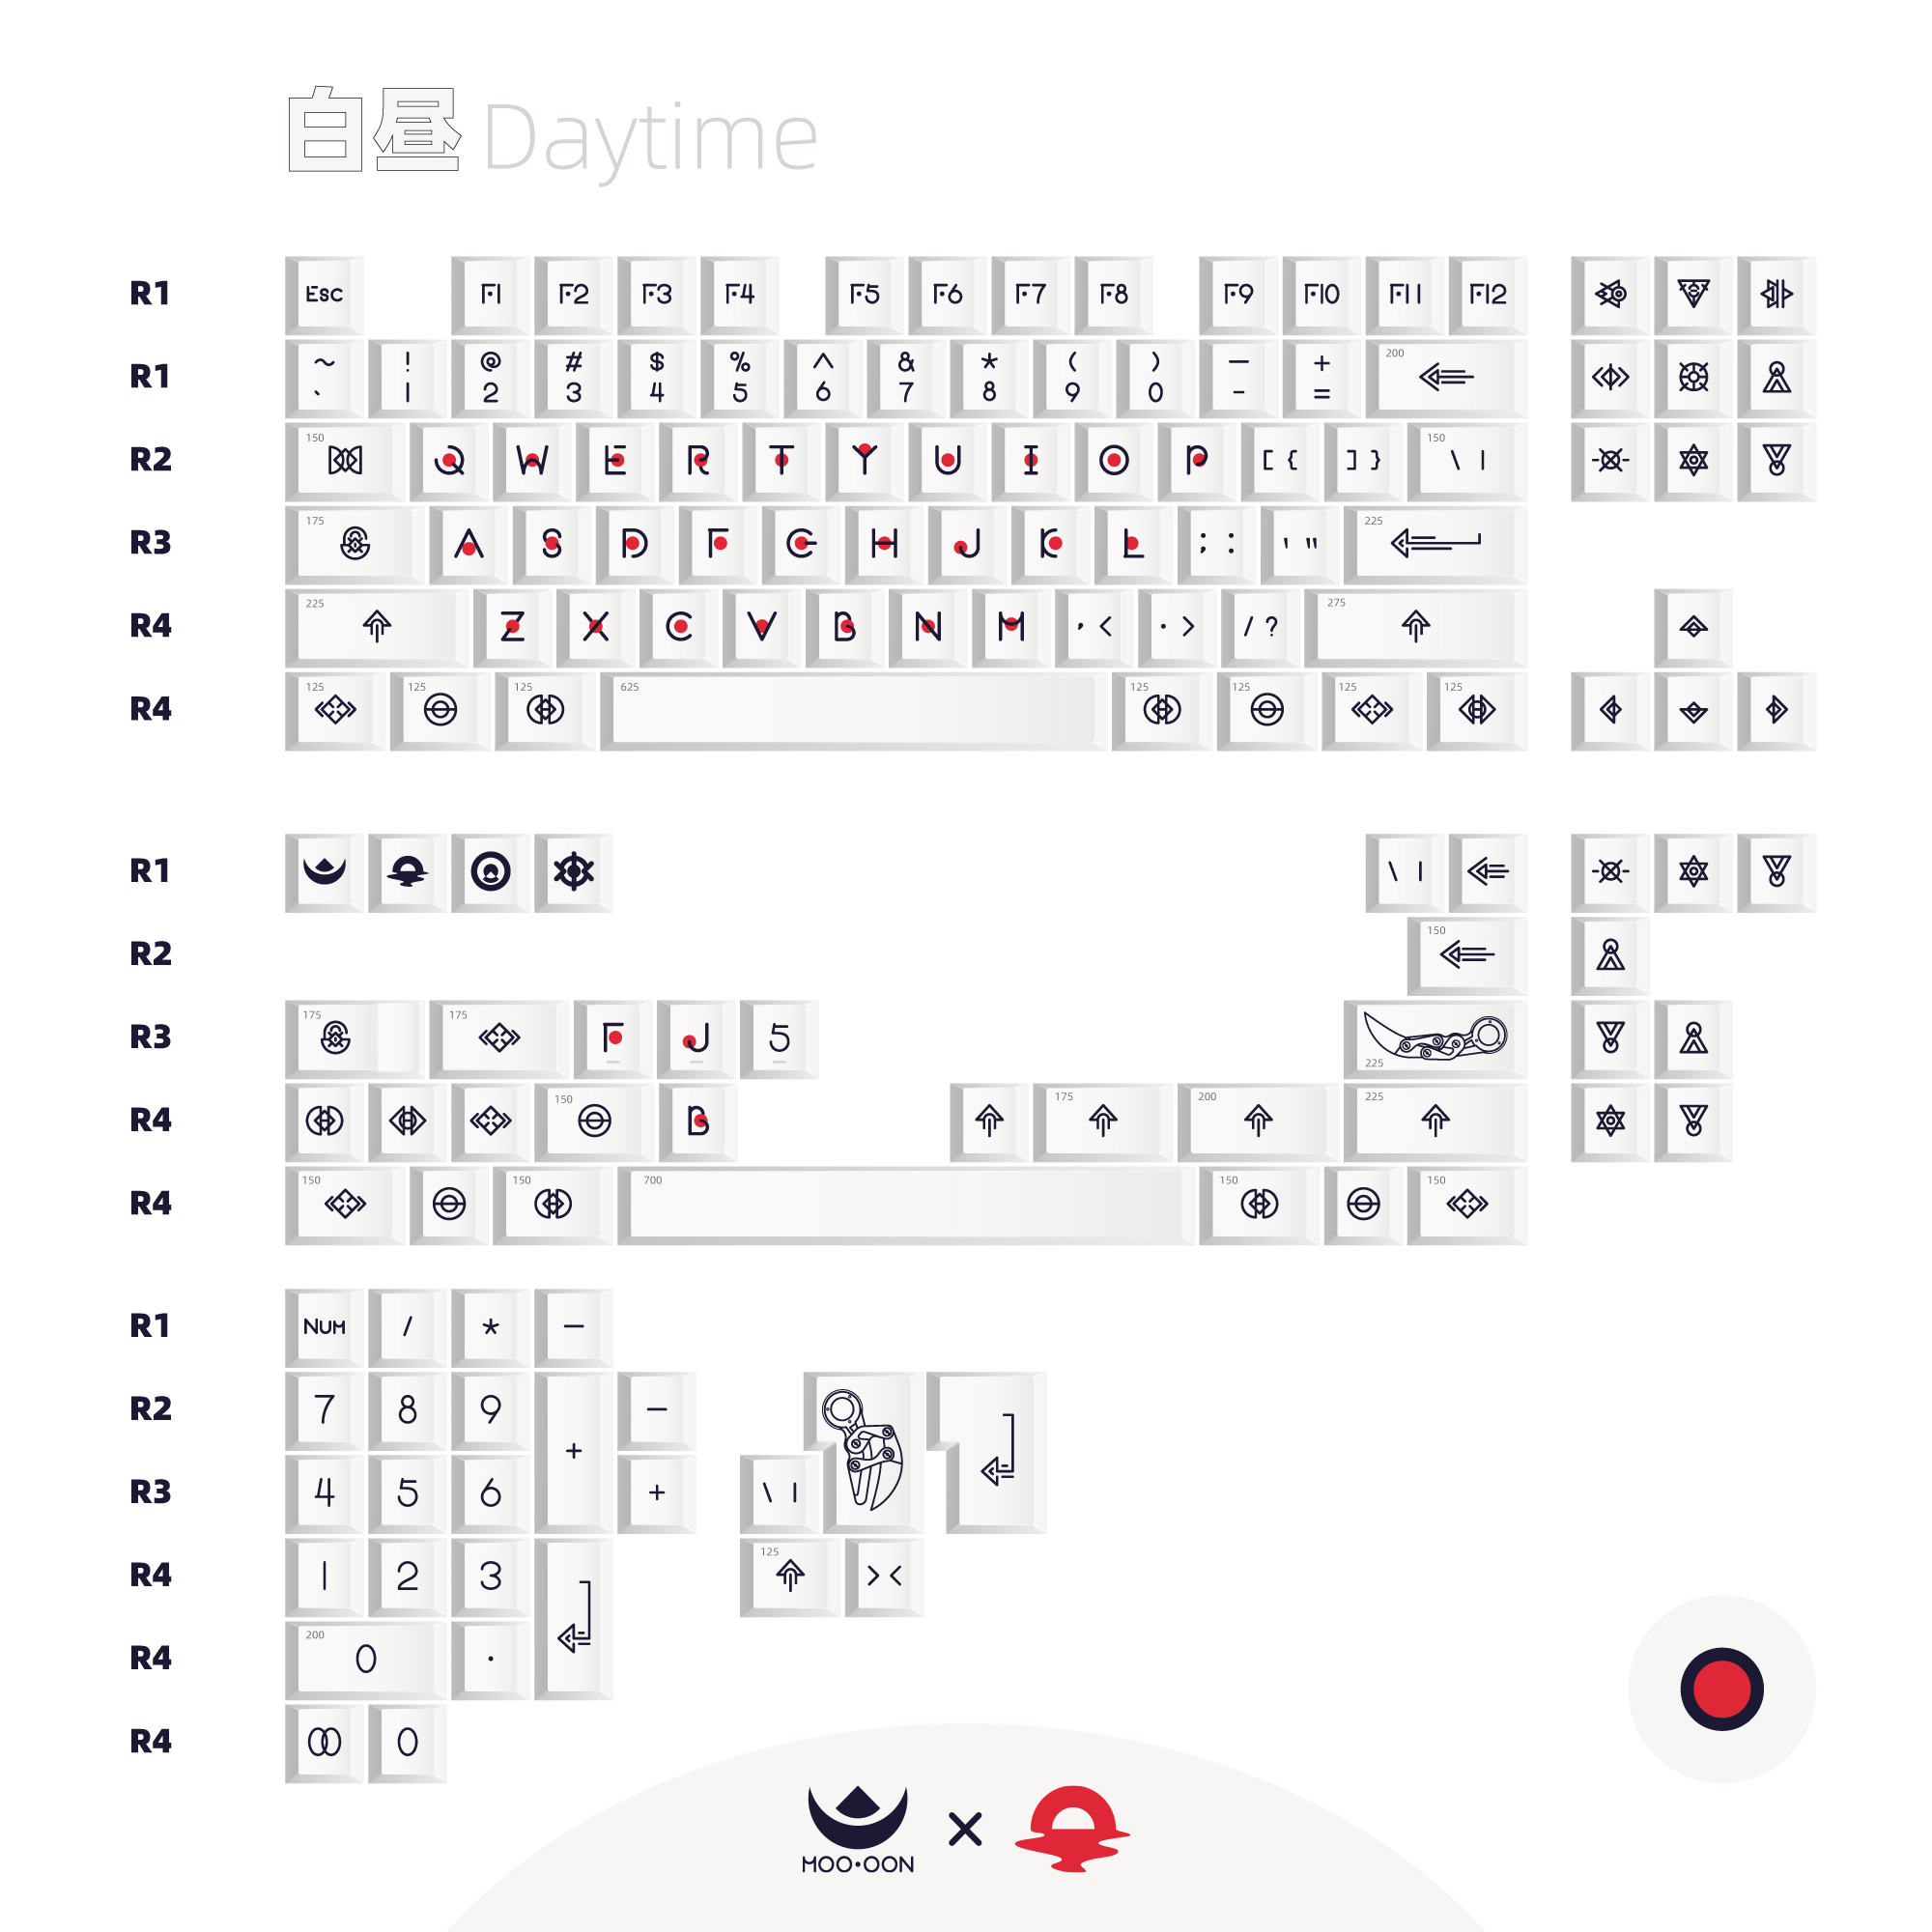 白昼 Daytime
R1 Esc F1 F2 F3 F4 F5 F6 F7 F8 F9 F10 F11 F12
R1 ~ ` ! 1 @ 2 # 3 $ 4 % 5 ^ 6 & 7 * 8 ( 9 ) 0 — - + = 200
R2 150 Q W E R T Y U I O P [ { ] } 150 \ |
R3 175 A S D F G H J K L ; : ' " 225
R4 225 Z X C V B N M , < . > / ? 275
R4 125 125 125 625 125 125 125 125
R1 \ |
R2 150
R3 175 175 F J 5 225
R4 150 B 175 200 225
R4 150 150 700 150 150
R1 Num / * −
R2 7 8 9 + −
R3 4 5 6 + \ |
R4 1 2 3 125 > <
R4 200 0 .
R4 00 0
MOO•OON ×